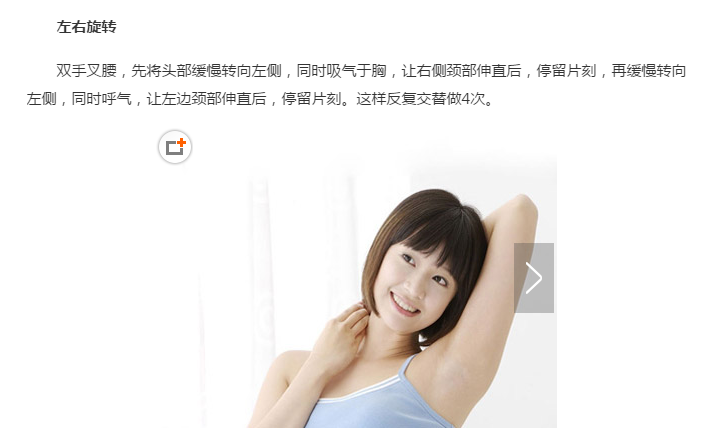 左右旋转
双手叉腰，先将头部缓慢转向左侧，同时吸气于胸，让右侧颈部伸直后，停留片刻，再缓慢转向
左侧，同时呼气，让左边颈部伸直后，停留片刻。这样反复交替做4次。